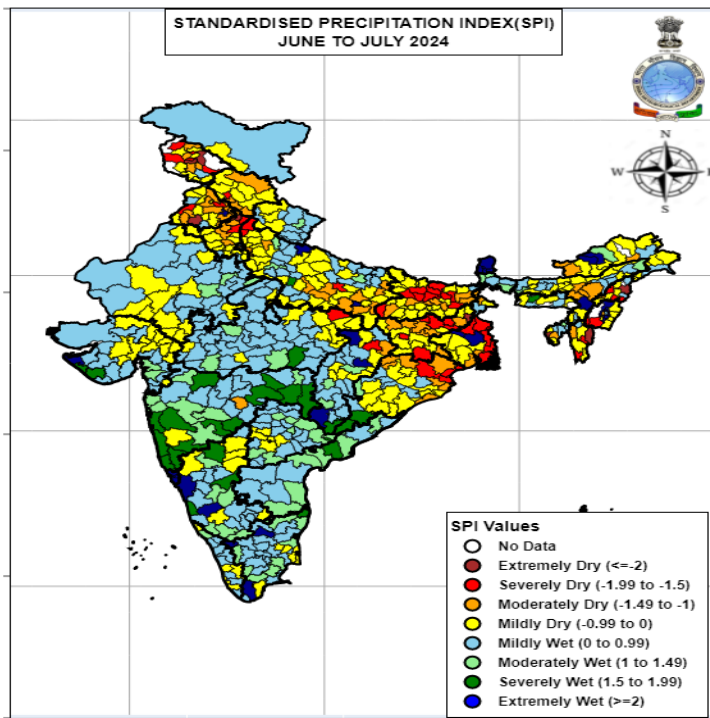 STANDARDISED PRECIPITATION INDEX(SPI)
JUNE TO JULY 2024
N
W
E
S
SPI Values
No Data
Extremely Dry (<=-2)
Severely Dry (-1.99 to -1.5)
Moderately Dry (-1.49 to -1)
Mildly Dry (-0.99 to 0)
Mildly Wet (0 to 0.99)
Moderately Wet (1 to 1.49)
Severely Wet (1.5 to 1.99)
Extremely Wet (>=2)